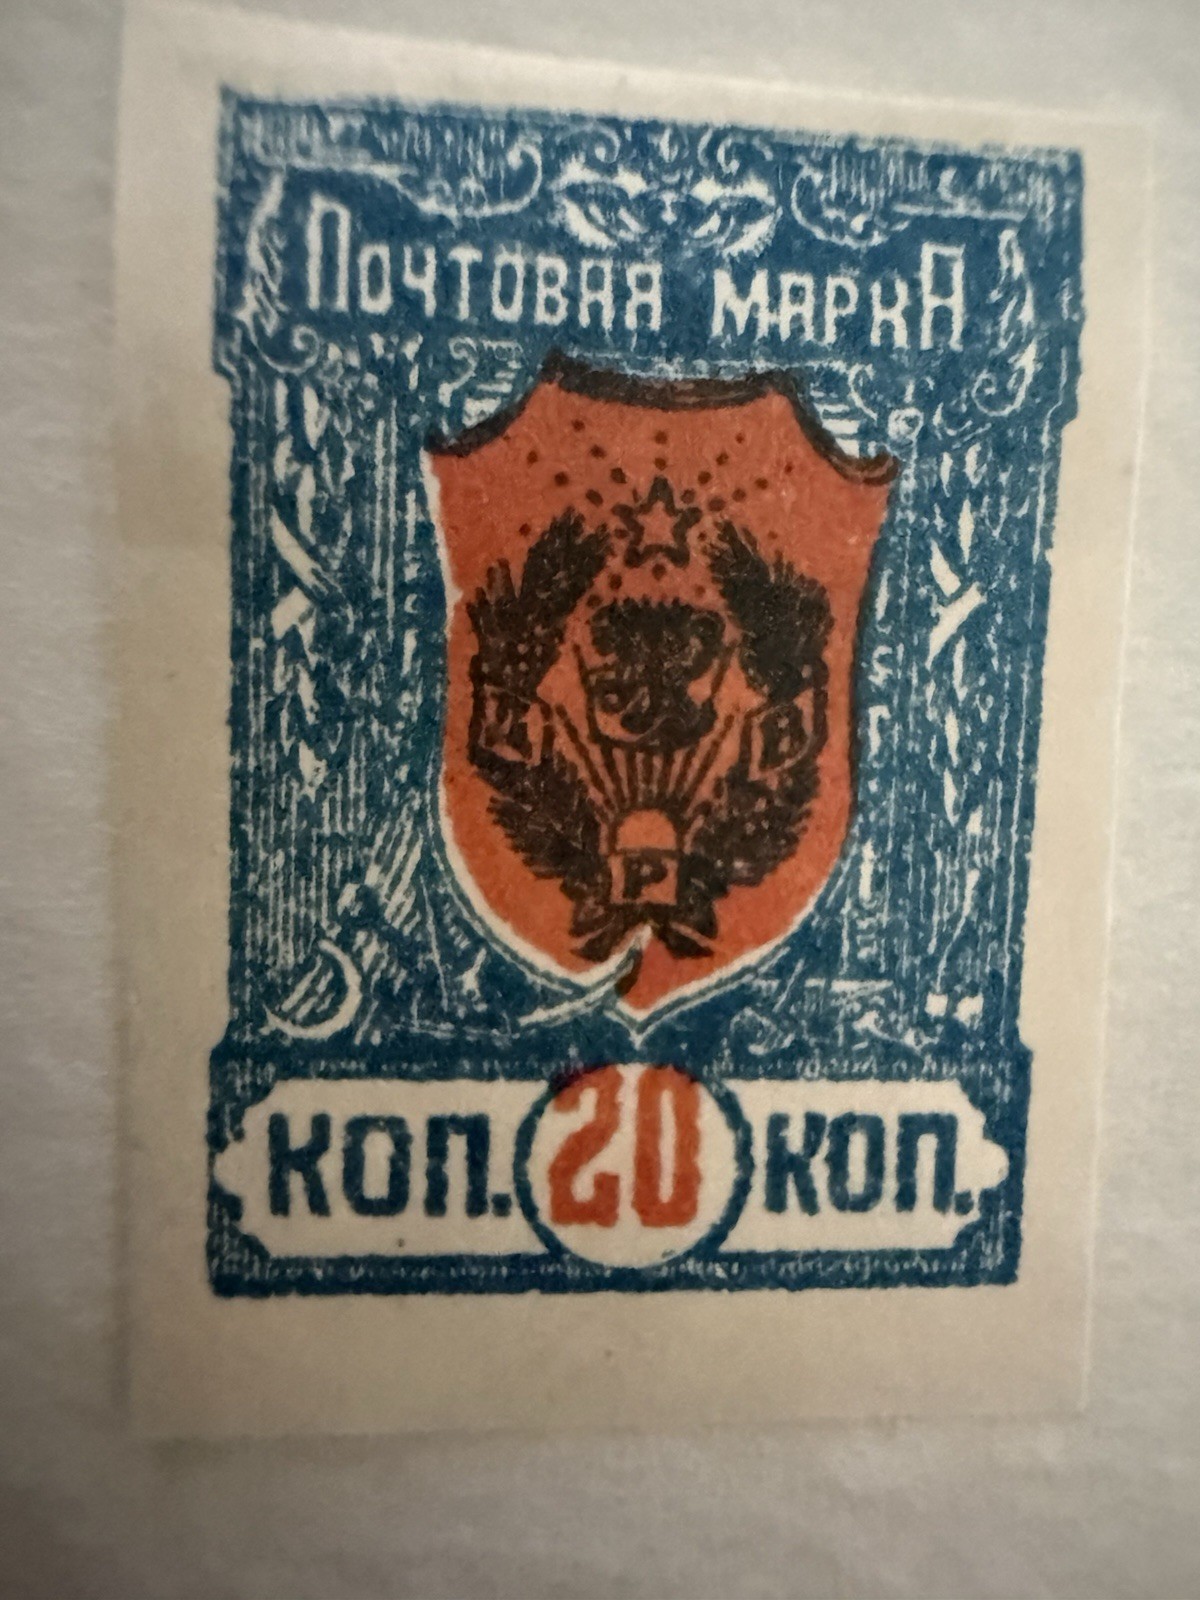 Почтовая марка
Д В
Р
коп. 20 коп.